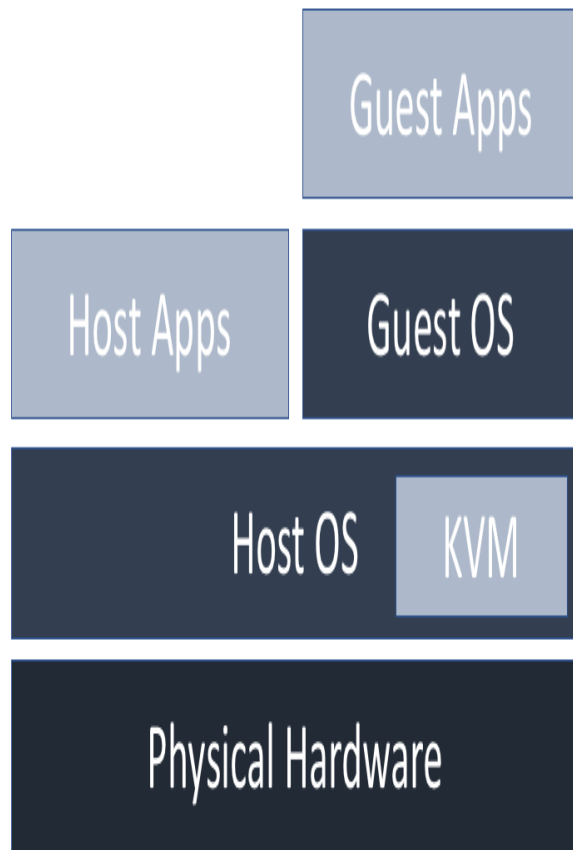 Guest Apps
Host Apps
Guest OS
Host OS
KVM
Physical Hardware